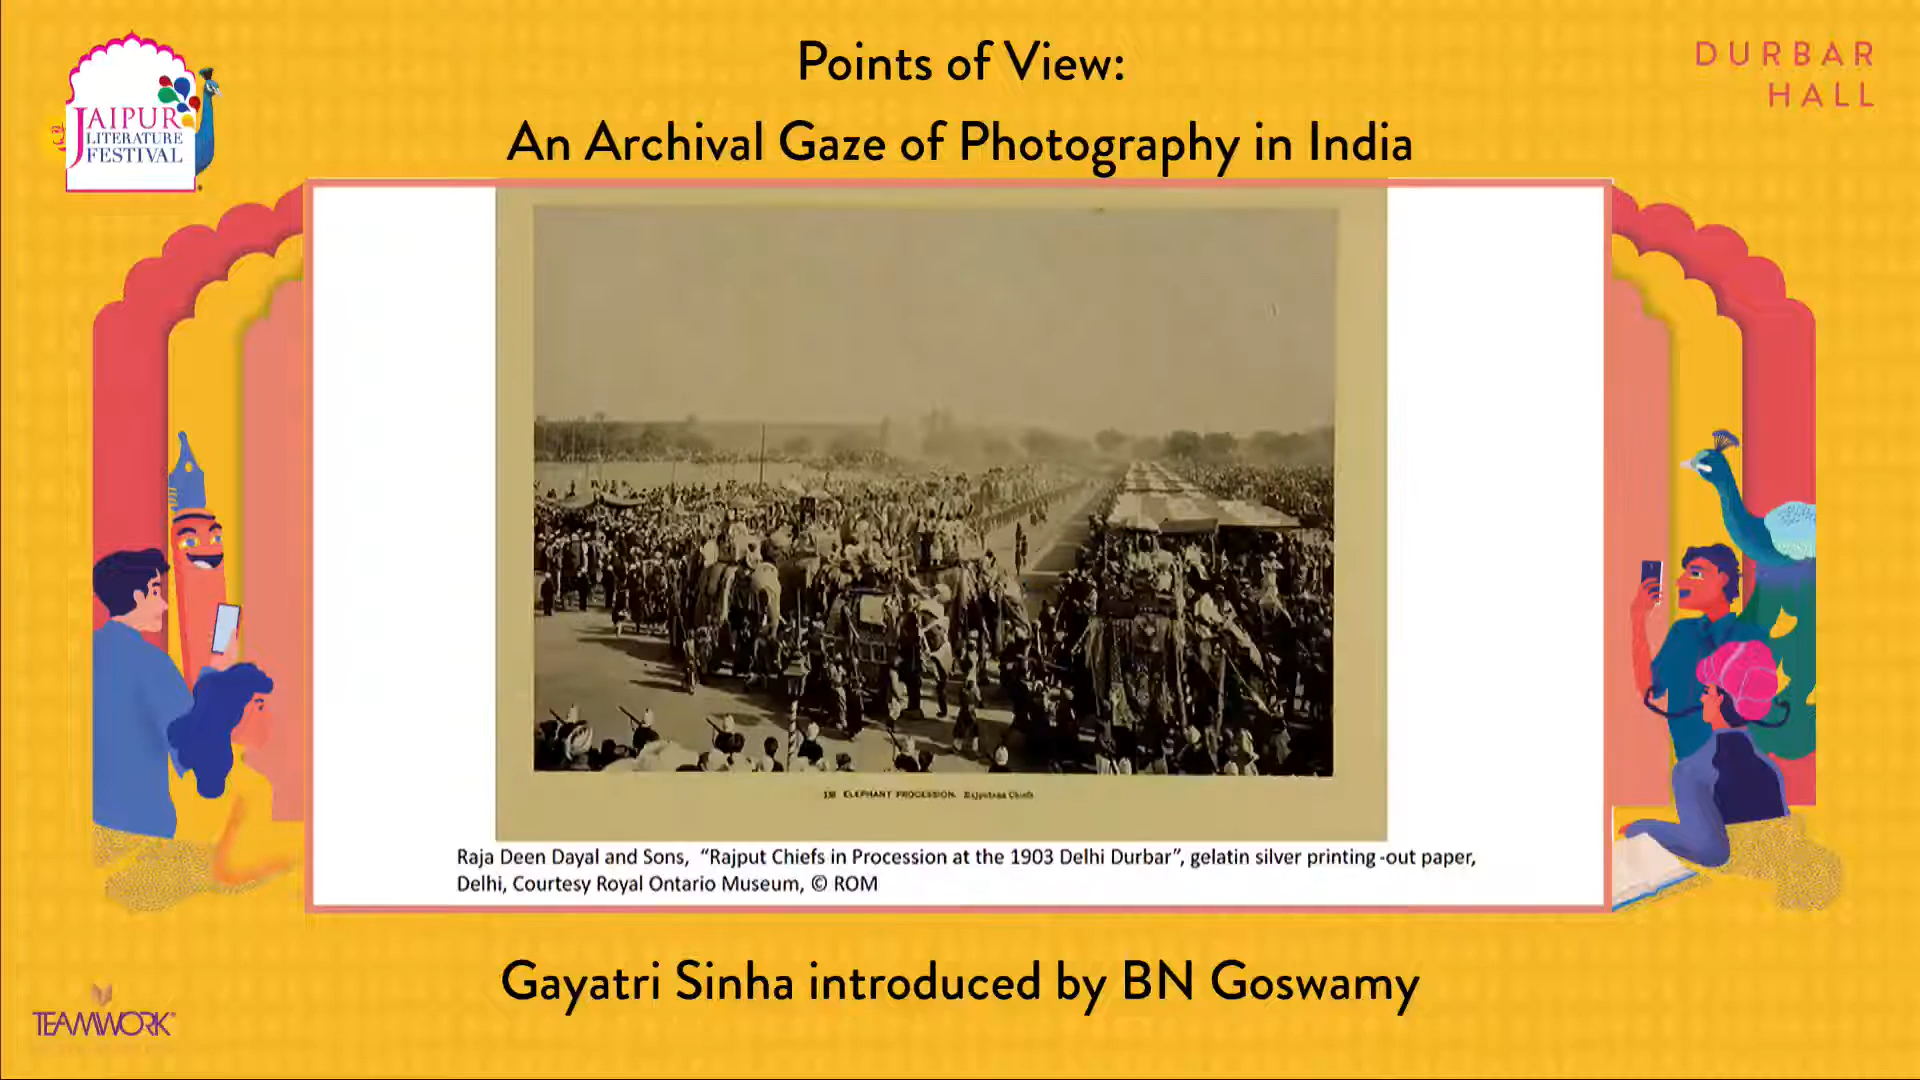 Points of View:
An Archival Gaze of Photography in India
DURBAR
HALL
JAIPUR
LITERATURE
FESTIVAL
ELEPHANT PROCESSION. Rajputana Chiefs
Raja Deen Dayal and Sons, “Rajput Chiefs in Procession at the 1903 Delhi Durbar”, gelatin silver printing-out paper,
Delhi, Courtesy Royal Ontario Museum, © ROM
Gayatri Sinha introduced by BN Goswamy
TEAMWORK